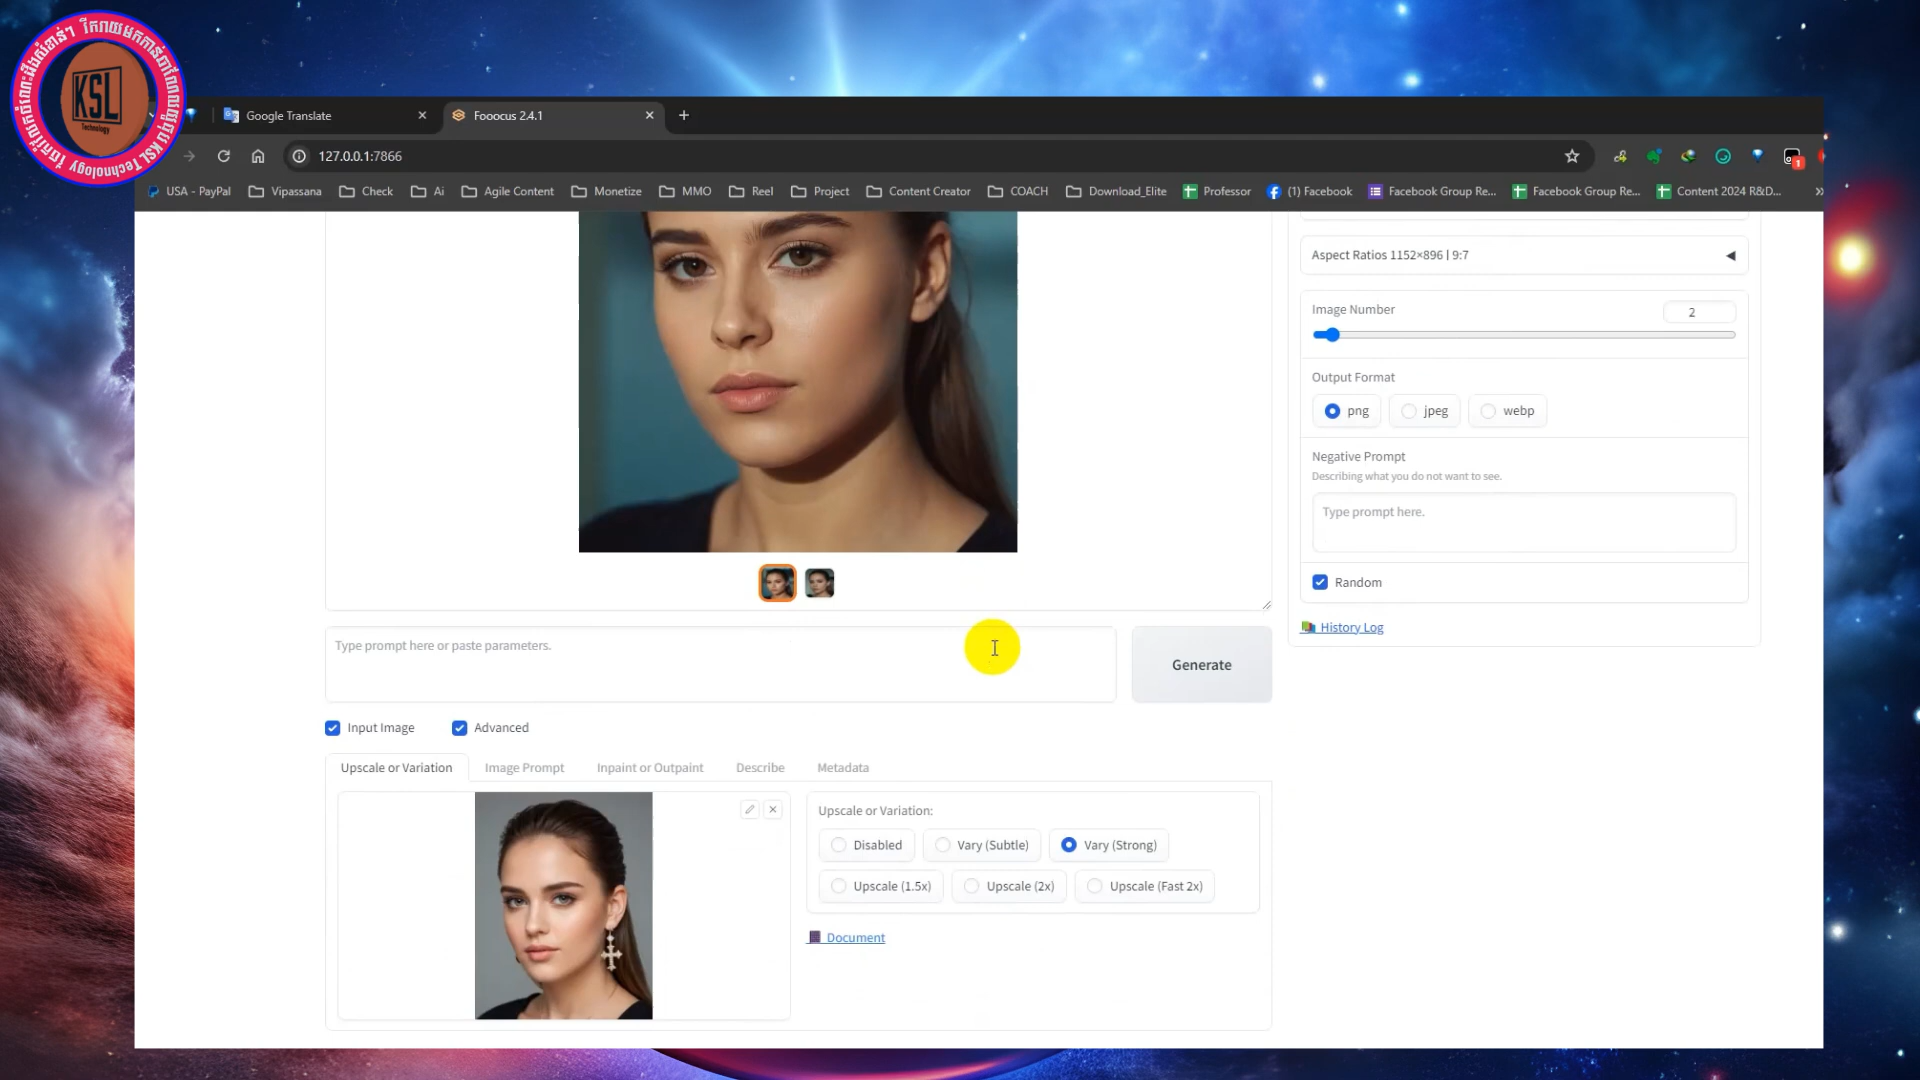 KSL
Technology
Google Translate
Fooocus 2.4.1
127.0.0.1:7866
1
USA - PayPal
Vipassana
Check
Ai
Agile Content
Monetize
MMO
Reel
Project
Content Creator
COACH
Download_Elite
Professor
(1) Facebook
Facebook Group Re...
Facebook Group Re...
Content 2024 R&D...
Aspect Ratios 1152×896 | 9:7
Image Number
2
Output Format
png
jpeg
webp
Negative Prompt
Describing what you do not want to see.
Type prompt here.
Random
History Log
Type prompt here or paste parameters.
Generate
Input Image
Advanced
Upscale or Variation
Image Prompt
Inpaint or Outpaint
Describe
Metadata
Upscale or Variation:
Disabled
Vary (Subtle)
Vary (Strong)
Upscale (1.5x)
Upscale (2x)
Upscale (Fast 2x)
Document